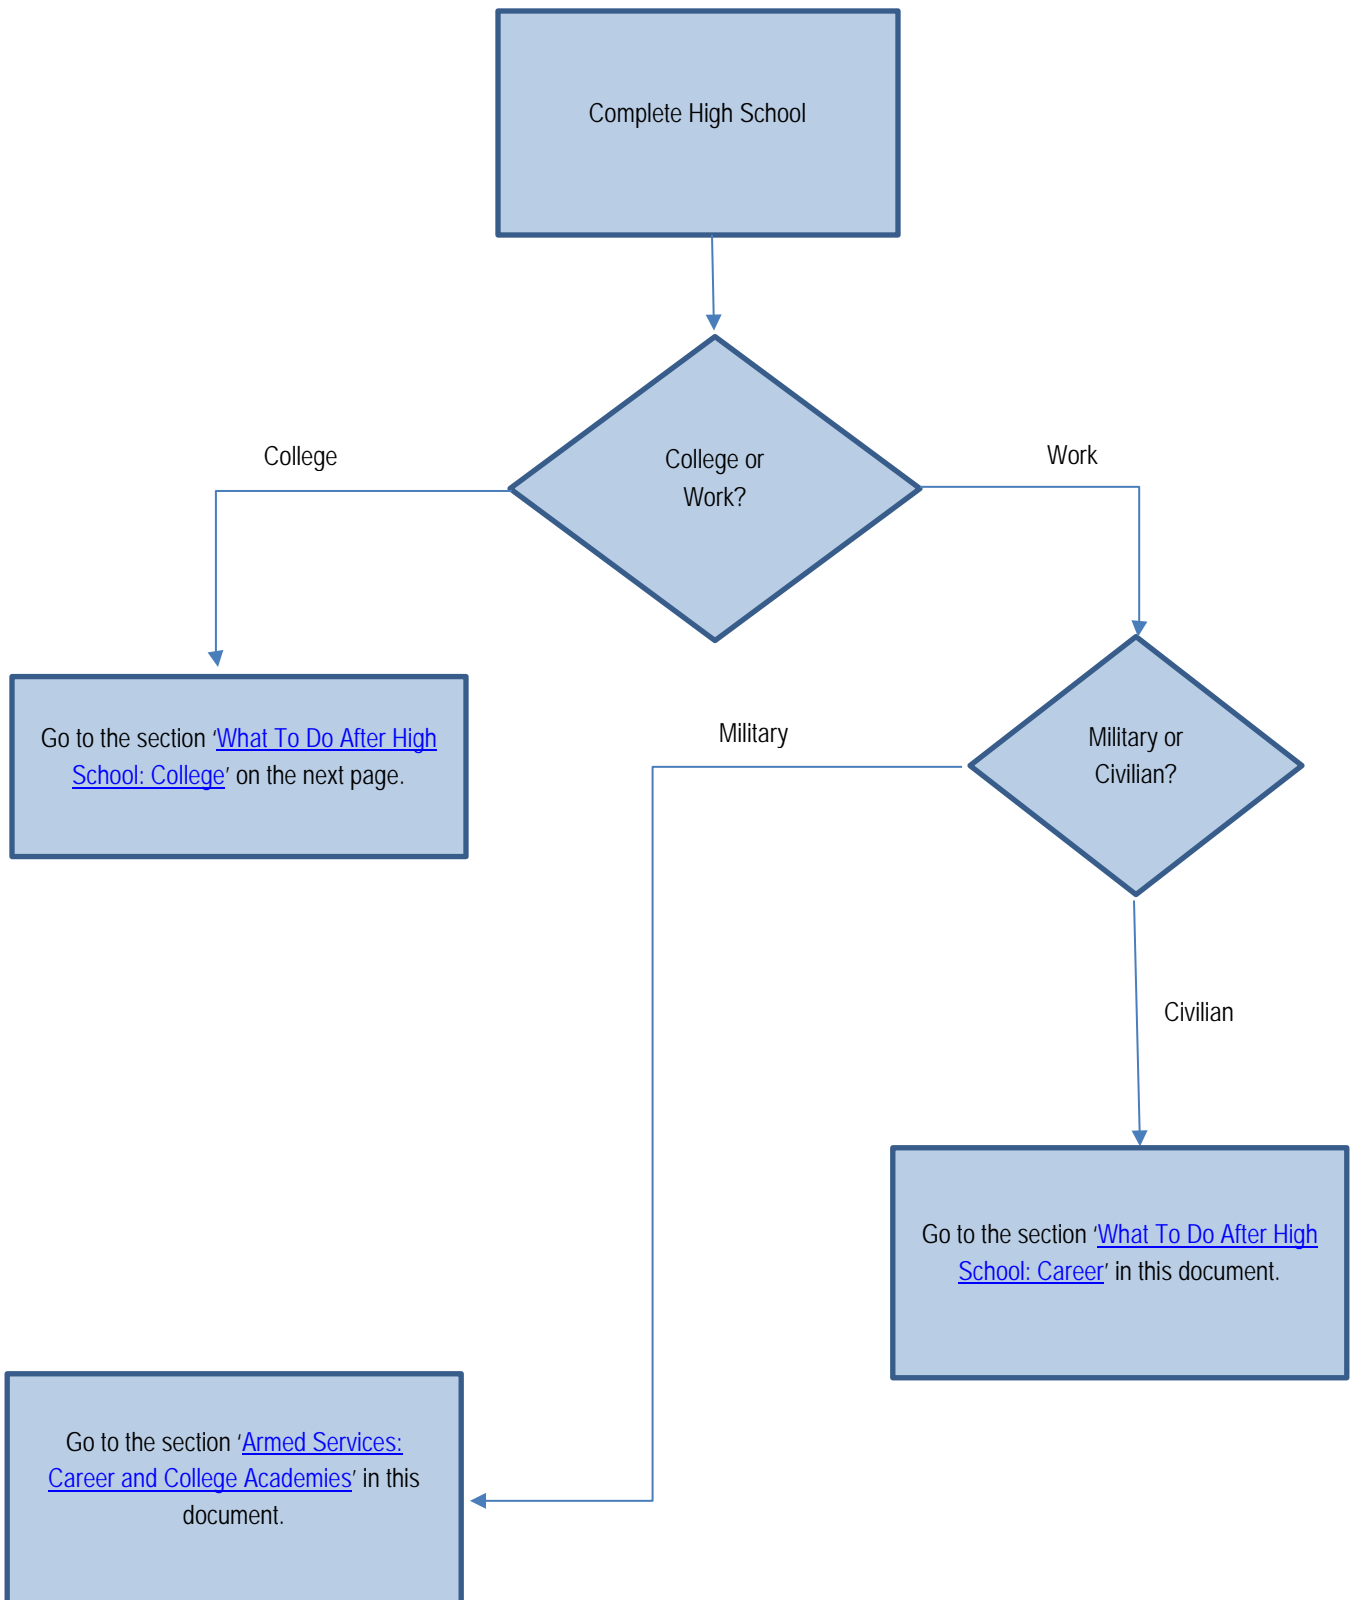 Complete High School
College
College or
Work?
Work
Go to the section ‘What To Do After High
School: College’ on the next page.
Military
Military or
Civilian?
Civilian
Go to the section ‘What To Do After High
School: Career’ in this document.
Go to the section ‘Armed Services:
Career and College Academies’ in this
document.